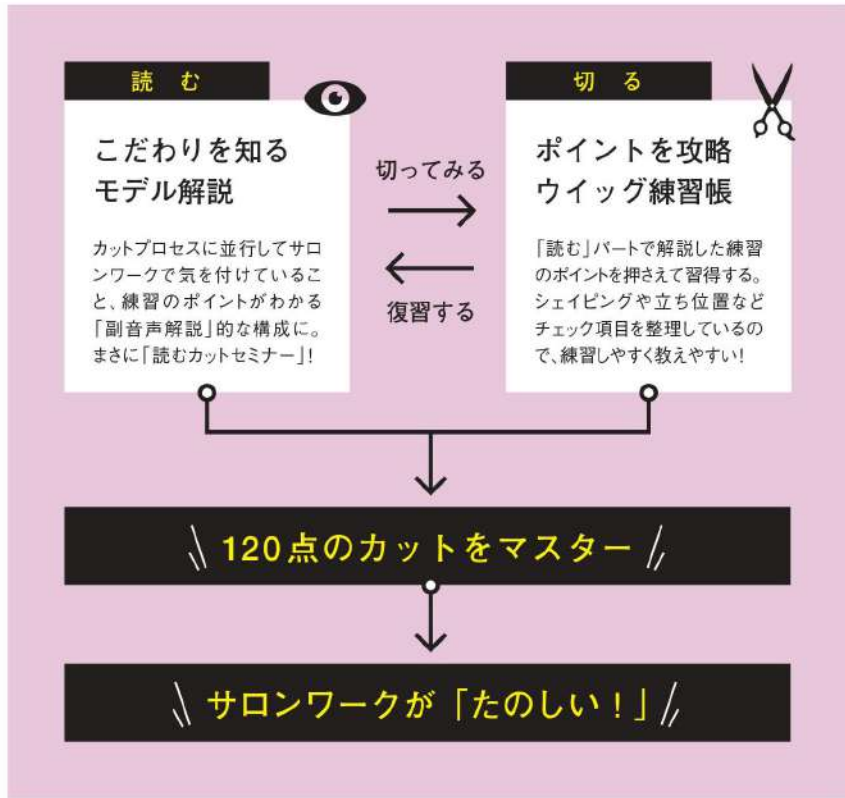 読む
こだわりを知る
モデル解説
カットプロセスに並行してサロ
ンワークで気を付けているこ
と、練習のポイントがわかる
「副音声解説」的な構成に。
まさに「読むカットセミナー」!
切ってみる
復習する
切る
ポイントを攻略
ウイッグ練習帳
「読む」パートで解説した練習
のポイントを押さえて習得する。
シェイピングや立ち位置など
チェック項目を整理しているの
で、練習しやすく教えやすい!
120点のカットをマスター
サロンワークが「たのしい!」